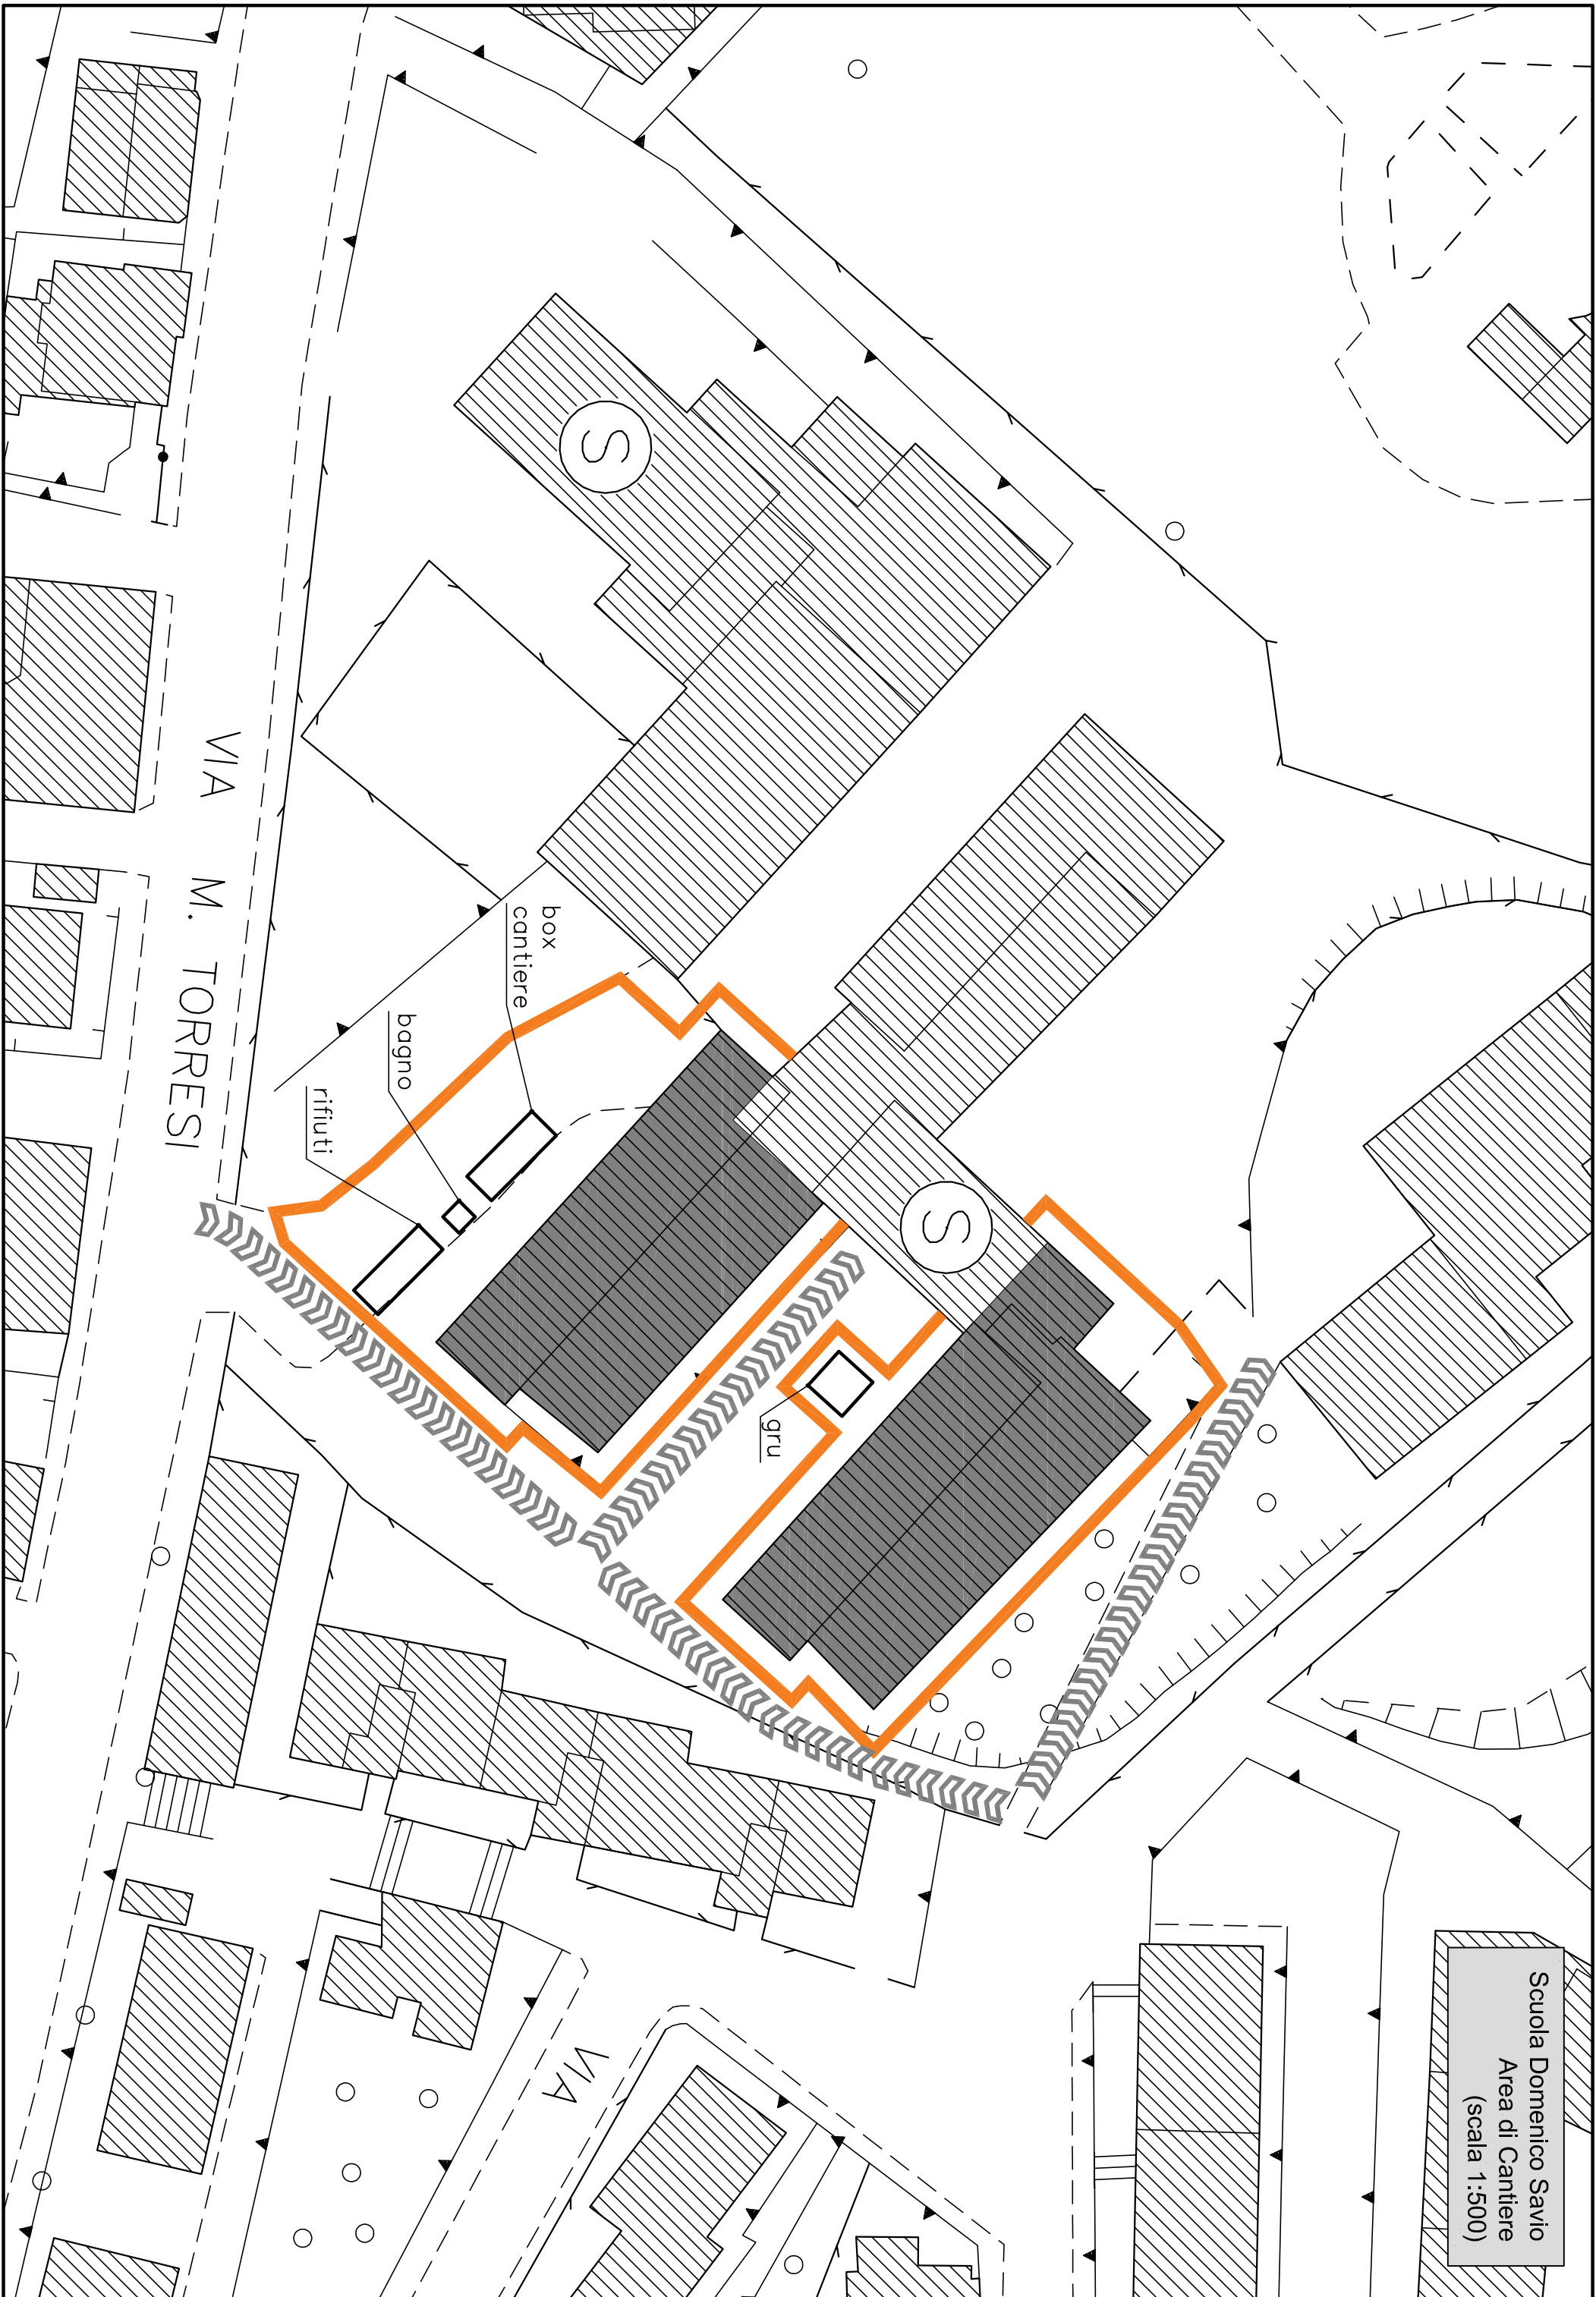 Scuola Domenico Savio
Area di Cantiere
(scala 1:500)
S
S
box
cantiere
bagno
rifiuti
gru
VIA M. TORRESI
VIA